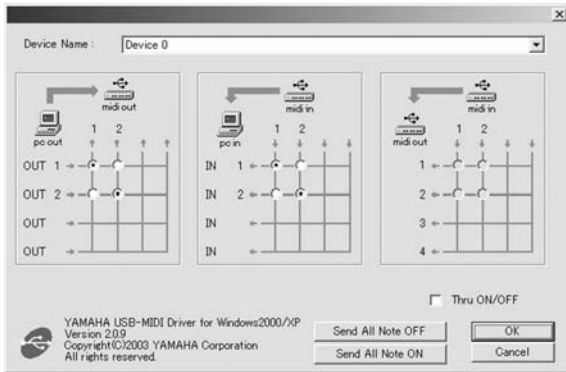 Device Name :
Device 0
midi out
pc out
1 2
OUT 1
OUT 2
OUT
OUT
midi in
pc in
1 2
IN 1
IN 2
IN
IN
midi in
midi out
1 2
1
2
3
4
Thru ON/OFF
YAMAHA USB-MIDI Driver for Windows2000/XP
Version 2.0.9
Copyright(C)2003 YAMAHA Corporation
All rights reserved.
Send All Note OFF
Send All Note ON
OK
Cancel